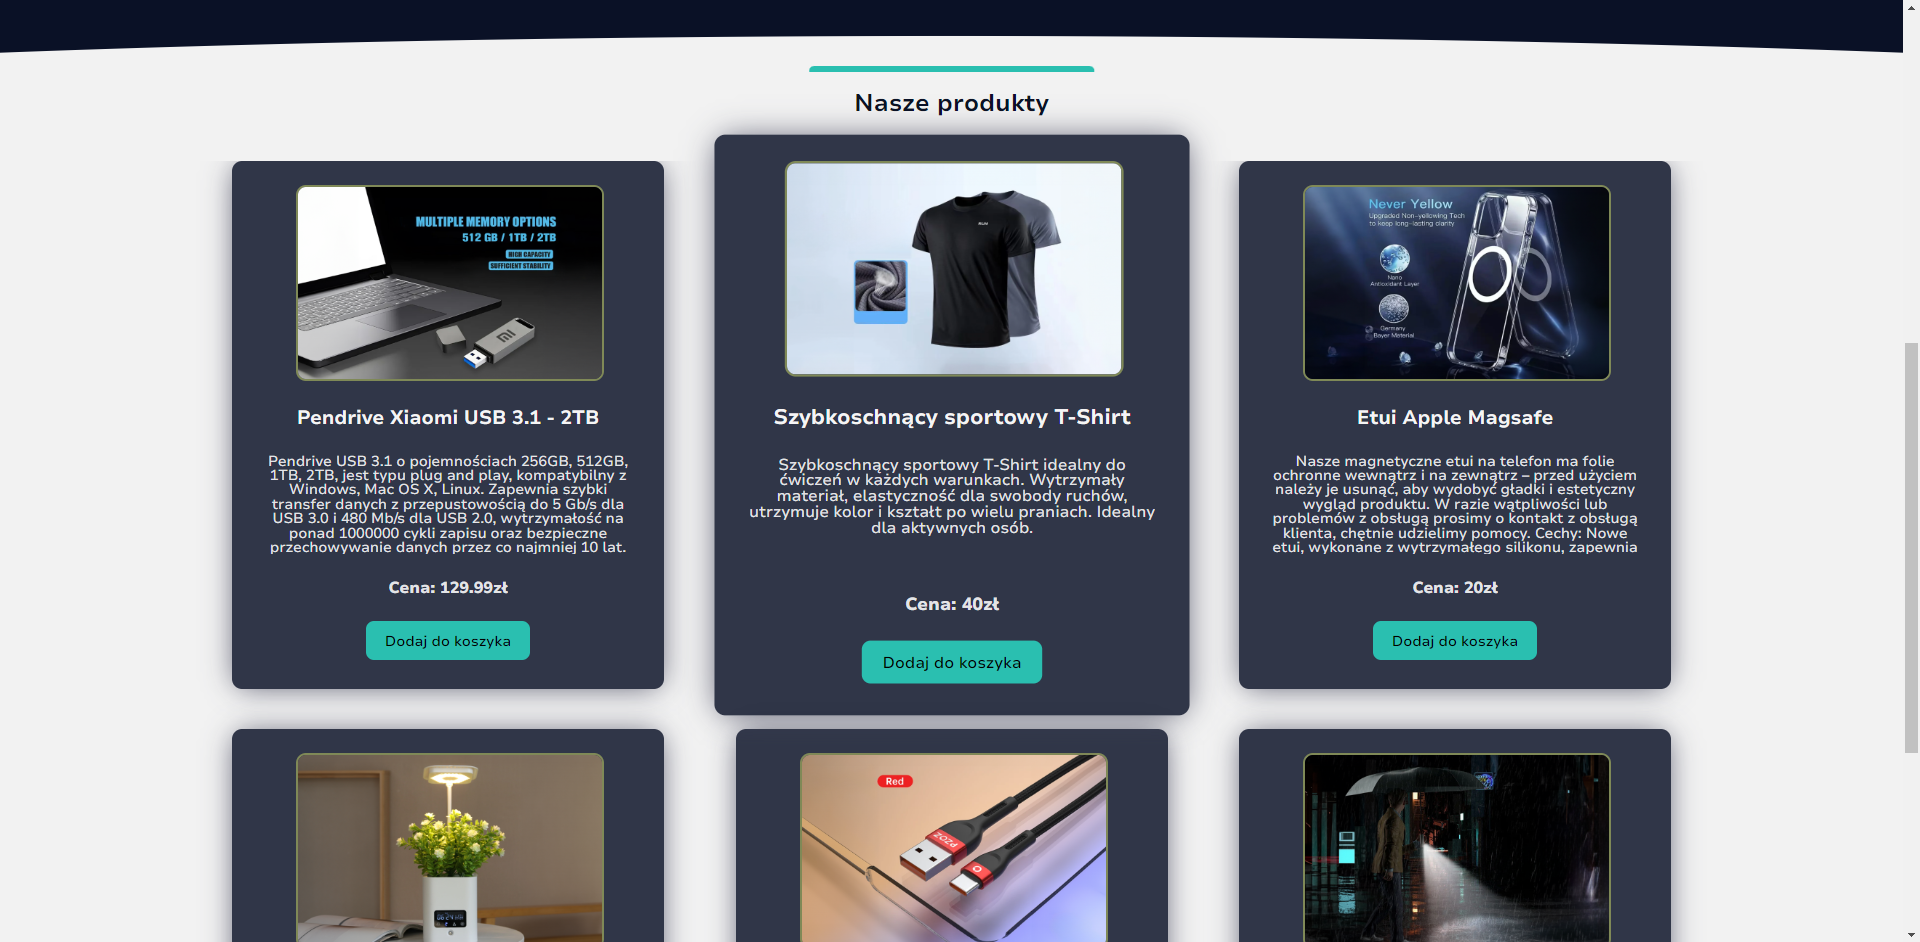 Nasze produkty
MULTIPLE MEMORY OPTIONS
512 GB / 1TB / 2TB
HIGH CAPACITY
SUFFICIENT STABILITY
Pendrive Xiaomi USB 3.1 - 2TB
Pendrive USB 3.1 o pojemnościach 256GB, 512GB,
1TB, 2TB, jest typu plug and play, kompatybilny z
Windows, Mac OS X, Linux. Zapewnia szybki
transfer danych z przepustowością do 5 Gb/s dla
USB 3.0 i 480 Mb/s dla USB 2.0, wytrzymałość na
ponad 1000000 cykli zapisu oraz bezpieczne
przechowywanie danych przez co najmniej 10 lat.
Cena: 129.99zł
Dodaj do koszyka
Szybkoschnący sportowy T-Shirt
Szybkoschnący sportowy T-Shirt idealny do
ćwiczeń w każdych warunkach. Wytrzymały
materiał, elastyczność dla swobody ruchów,
utrzymuje kolor i kształt po wielu praniach. Idealny
dla aktywnych osób.
Cena: 40zł
Dodaj do koszyka
Never Yellow
Upgraded Non-yellowing Tech
to keep long-lasting clarity
Nano
Antioxidant Layer
Germany
Bayer Material
Etui Apple Magsafe
Nasze magnetyczne etui na telefon ma folie
ochronne wewnątrz i na zewnątrz – przed użyciem
należy je usunąć, aby wydobyć gładki i estetyczny
wygląd produktu. W razie wątpliwości lub
problemów z obsługą prosimy o kontakt z obsługą
klienta, chętnie udzielimy pomocy. Cechy: Nowe
etui, wykonane z wytrzymałego silikonu, zapewnia
Cena: 20zł
Dodaj do koszyka
Red
PZOZ